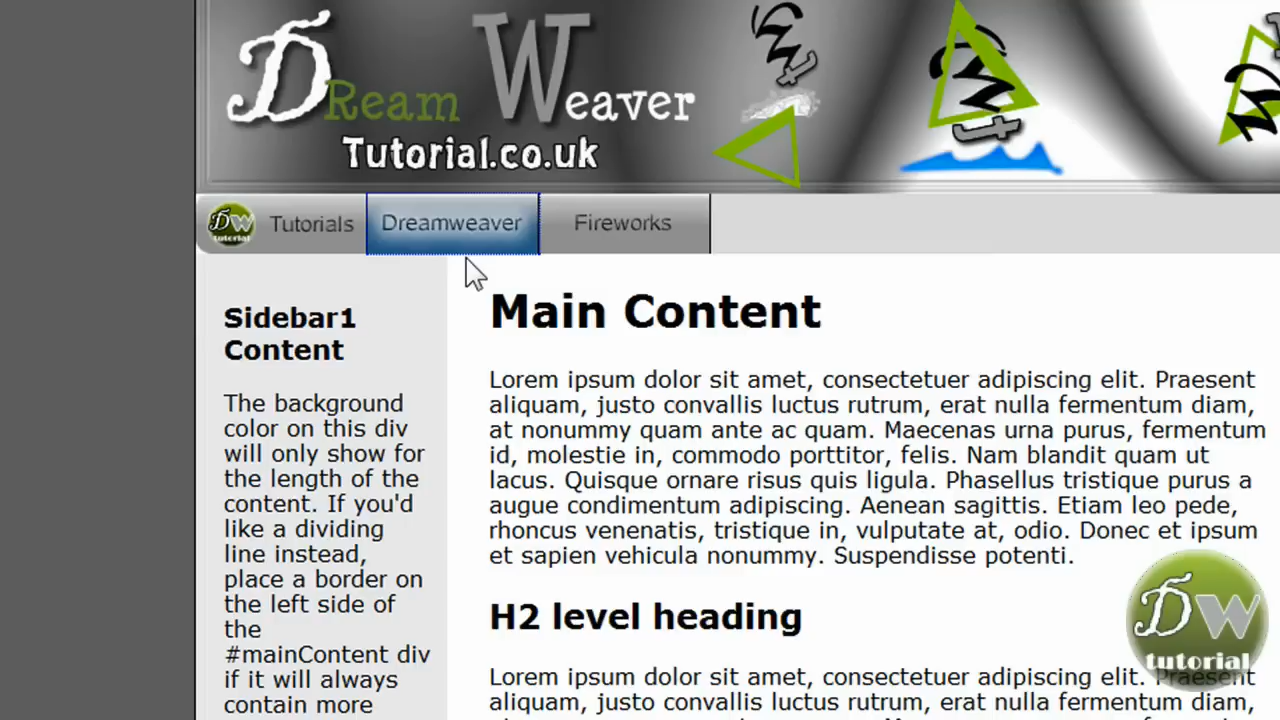 Dream Weaver
Tutorial.co.uk
DW tutorial Tutorials Dreamweaver Fireworks
Sidebar1
Content
The background
color on this div
will only show for
the length of the
content. If you'd
like a dividing
line instead,
place a border on
the left side of
the
#mainContent div
if it will always
contain more
Main Content
Lorem ipsum dolor sit amet, consectetuer adipiscing elit. Praesent
aliquam, justo convallis luctus rutrum, erat nulla fermentum diam,
at nonummy quam ante ac quam. Maecenas urna purus, fermentum
id, molestie in, commodo porttitor, felis. Nam blandit quam ut
lacus. Quisque ornare risus quis ligula. Phasellus tristique purus a
augue condimentum adipiscing. Aenean sagittis. Etiam leo pede,
rhoncus venenatis, tristique in, vulputate at, odio. Donec et ipsum
et sapien vehicula nonummy. Suspendisse potenti.
H2 level heading
Lorem ipsum dolor sit amet, consectetuer adipiscing elit. Praesent
aliquam, justo convallis luctus rutrum, erat nulla fermentum diam,
DW
tutorial